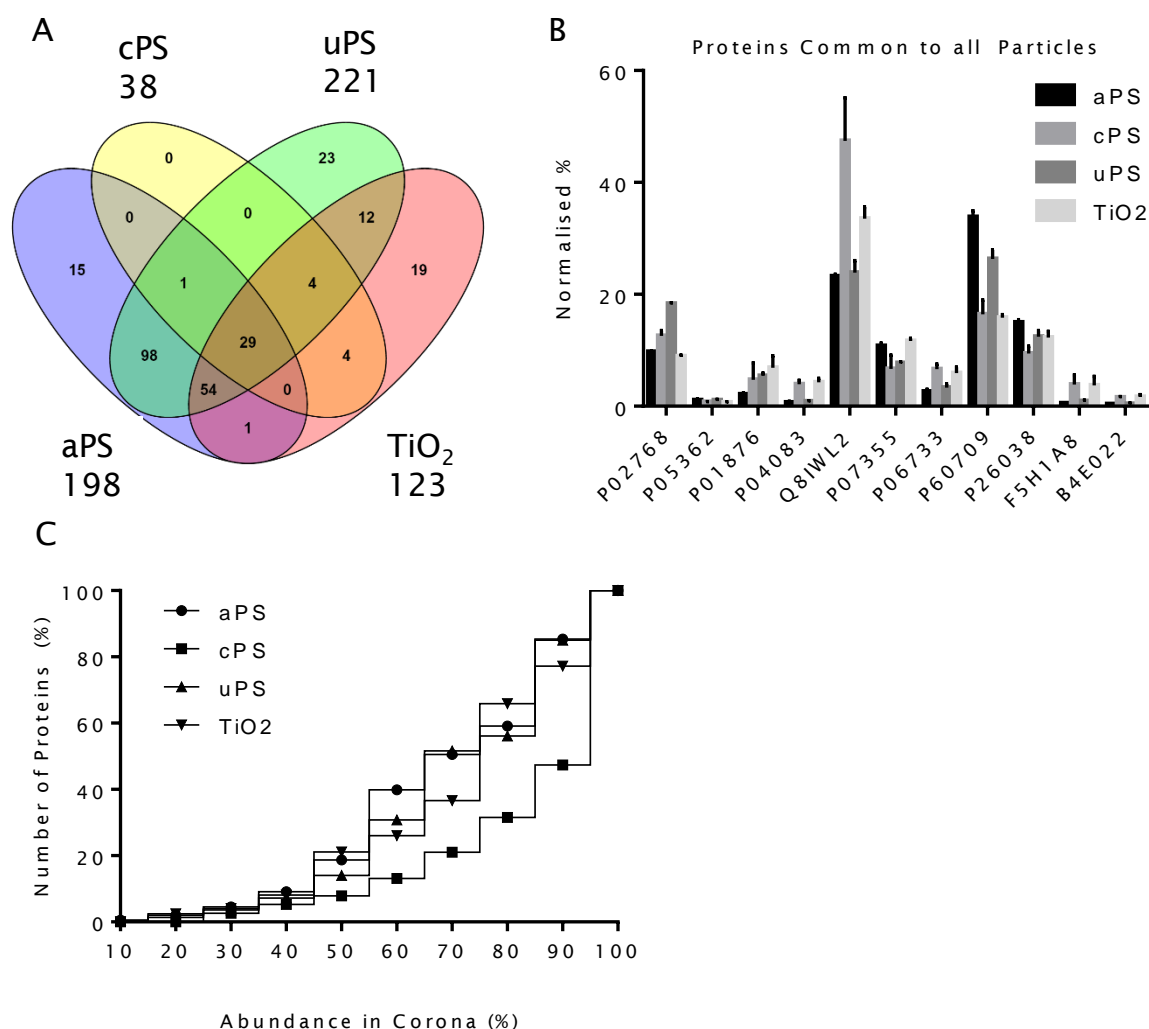 A
cPS
38
uPS
221
0
23
0
0
12
15
1
4
19
98
29
4
54
0
1
aPS
198
TiO₂
123
B
Proteins Common to all Particles
Normalised %
60
40
20
0
aPS
cPS
uPS
TiO2
P02768
P05362
P01876
P04083
Q8IWL2
P07355
P06733
P60709
P26038
F5H1A8
B4E022
C
Number of Proteins (%)
100
80
60
40
20
0
aPS
cPS
uPS
TiO2
10 20 30 40 50 60 70 80 90 100
Abundance in Corona (%)